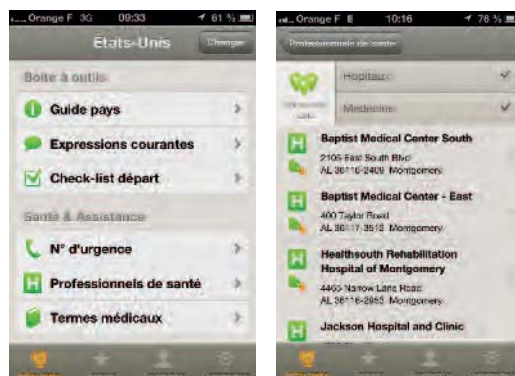 Orange F 3G 09:33 61 %
États-Unis
Changer
Boîte à outils
Guide pays
Expressions courantes
Check-list départ
Santé & Assistance
N° d'urgence
Professionnels de santé
Termes médicaux
Orange F E 10:16 76 %
Professionnels de santé
Hôpitaux
Médecins
Baptist Medical Center South
2105 East South Blvd
AL 36116-2409 Montgomery
Baptist Medical Center - East
400 Taylor Road
AL 36117-3512 Montgomery
Healthsouth Rehabilitation
Hospital of Montgomery
4465 Narrow Lane Road
AL 36116-2953 Montgomery
Jackson Hospital and Clinic